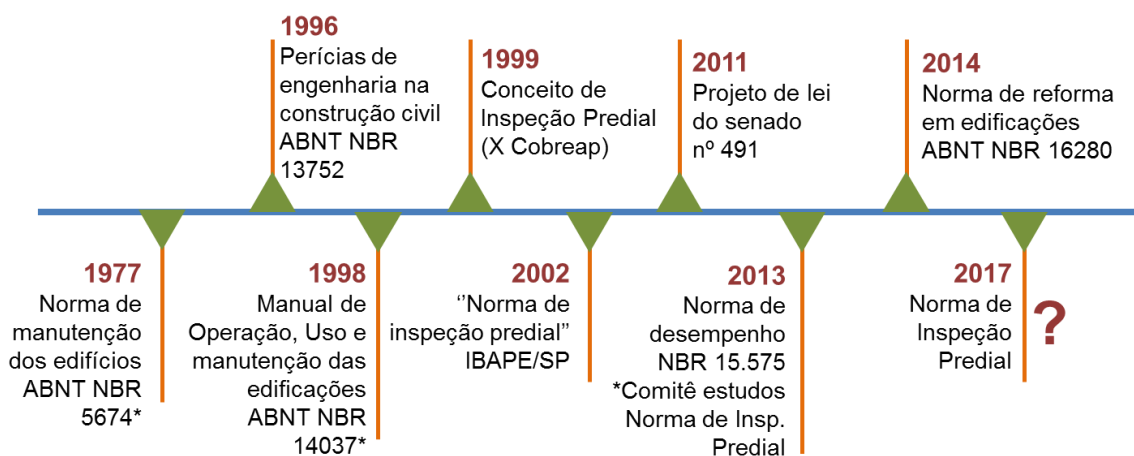 1996
Perícias de
engenharia na
construção civil
ABNT NBR
13752
1999
Conceito de
Inspeção Predial
(X Cobreap)
2011
Projeto de lei
do senado
nº 491
2014
Norma de reforma
em edificações
ABNT NBR 16280
1977
Norma de
manutenção
dos edifícios
ABNT NBR
5674*
1998
Manual de
Operação, Uso e
manutenção das
edificações
ABNT NBR
14037*
2002
‘’Norma de
inspeção predial”
IBAPE/SP
2013
Norma de
desempenho
NBR 15.575
*Comitê estudos
Norma de Insp.
Predial
2017
Norma de
Inspeção
Predial
?